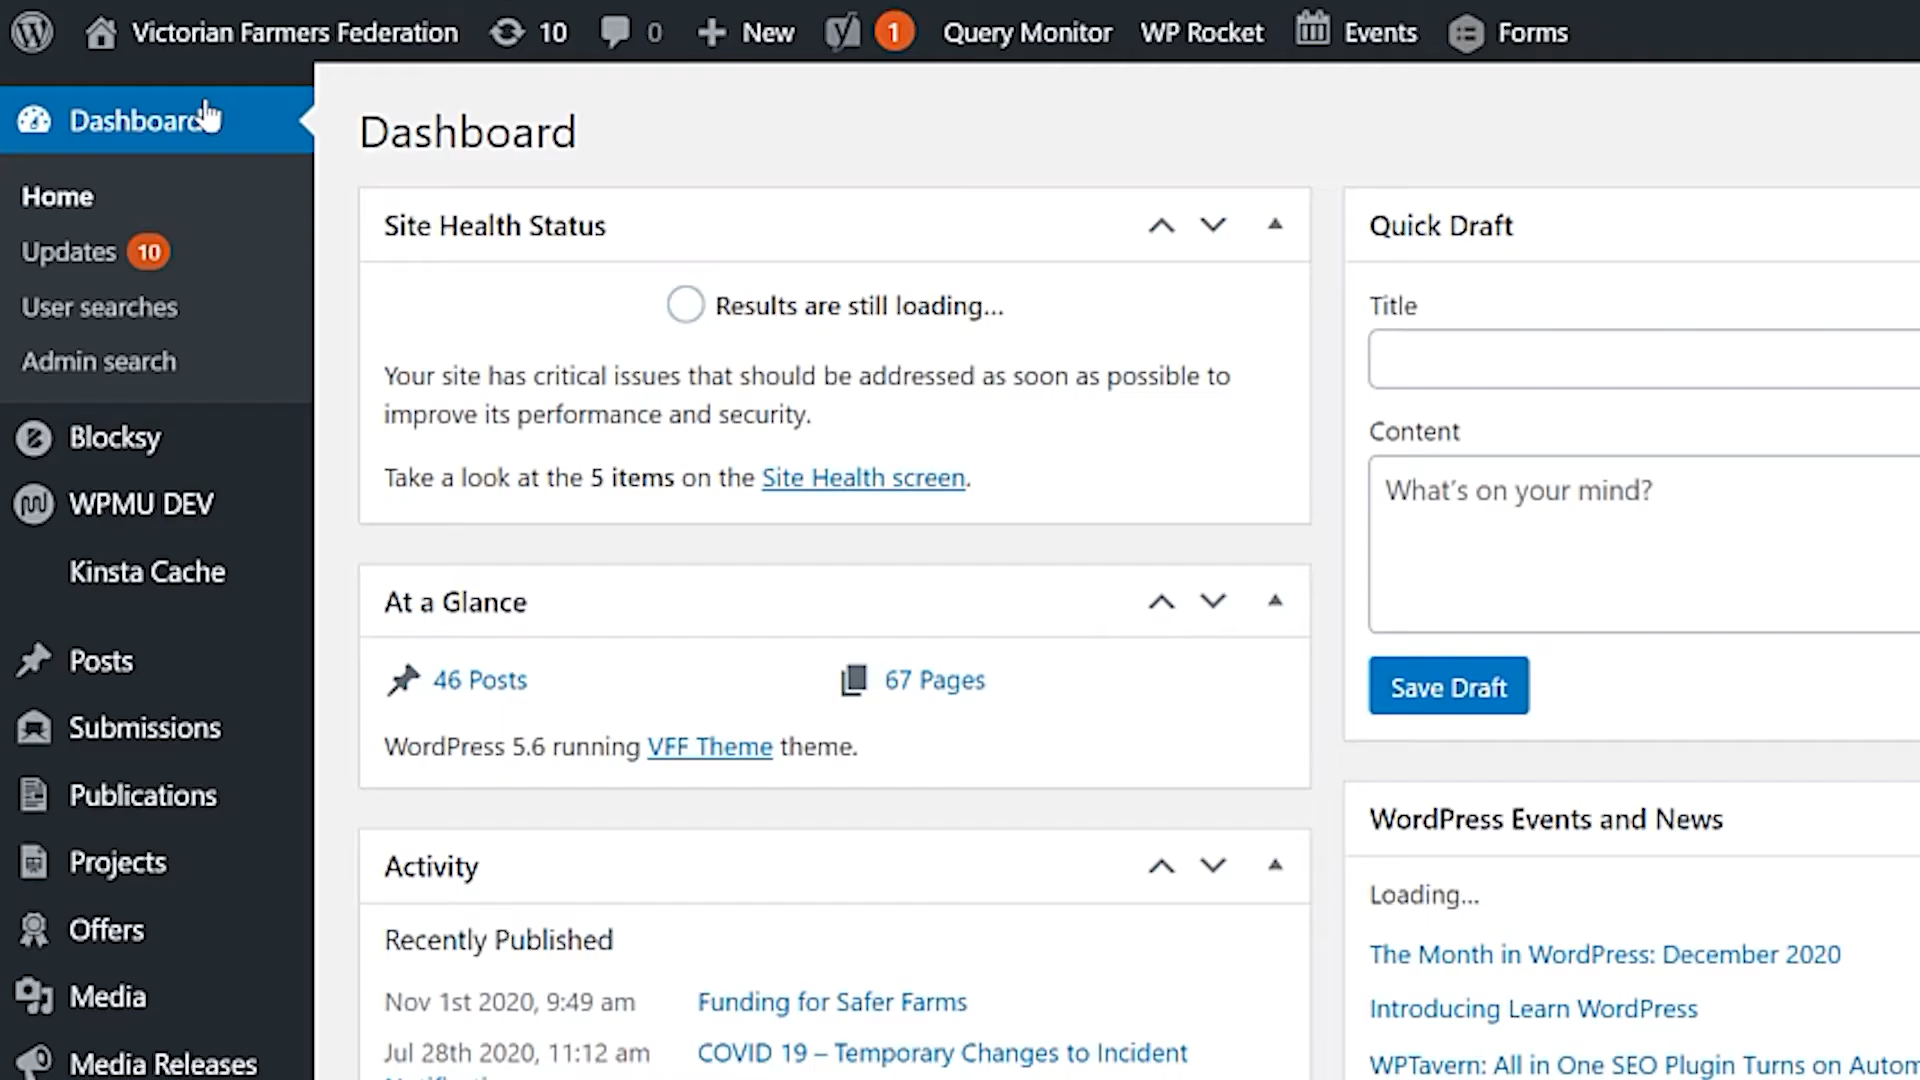 Victorian Farmers Federation 10 0 New 1 Query Monitor WP Rocket Events Forms
Dashboard
Home
Updates 10
User searches
Admin search
Blocksy
WPMU DEV
Kinsta Cache
Posts
Submissions
Publications
Projects
Offers
Media
Media Releases
Dashboard
Site Health Status
Results are still loading...
Your site has critical issues that should be addressed as soon as possible to
improve its performance and security.
Take a look at the 5 items on the Site Health screen.
At a Glance
46 Posts 67 Pages
WordPress 5.6 running VFF Theme theme.
Activity
Recently Published
Nov 1st 2020, 9:49 am Funding for Safer Farms
Jul 28th 2020, 11:12 am COVID 19 – Temporary Changes to Incident
Quick Draft
Title
Content
What's on your mind?
Save Draft
WordPress Events and News
Loading...
The Month in WordPress: December 2020
Introducing Learn WordPress
WPTavern: All in One SEO Plugin Turns on Autom